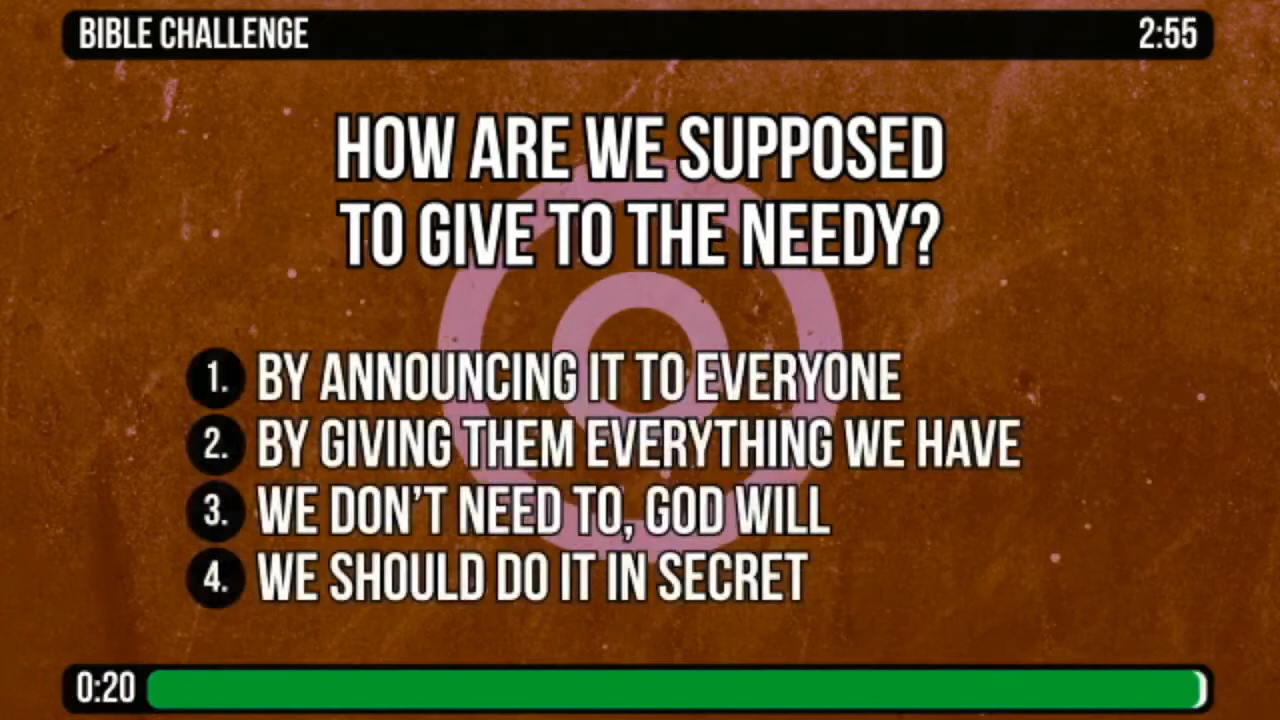 BIBLE CHALLENGE 2:55
HOW ARE WE SUPPOSED
TO GIVE TO THE NEEDY?
1. BY ANNOUNCING IT TO EVERYONE
2. BY GIVING THEM EVERYTHING WE HAVE
3. WE DON'T NEED TO, GOD WILL
4. WE SHOULD DO IT IN SECRET
0:20